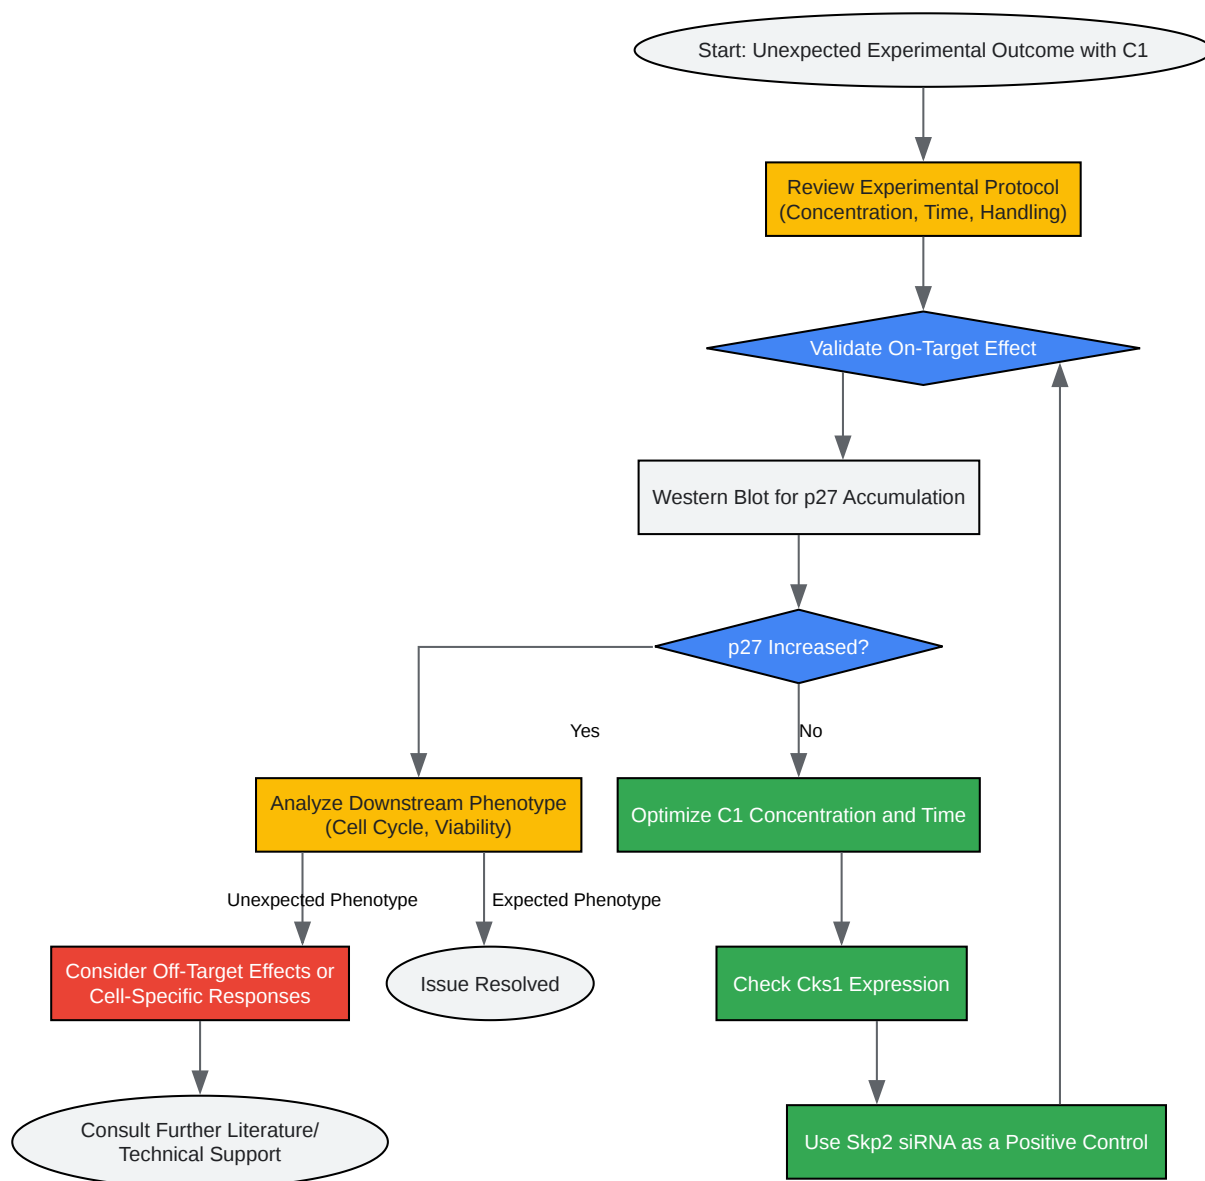 Start: Unexpected Experimental Outcome with C1
Review Experimental Protocol
(Concentration, Time, Handling)
Validate On-Target Effect
Western Blot for p27 Accumulation
p27 Increased?
Yes
No
Analyze Downstream Phenotype
(Cell Cycle, Viability)
Optimize C1 Concentration and Time
Unexpected Phenotype
Expected Phenotype
Consider Off-Target Effects or
Cell-Specific Responses
Issue Resolved
Check Cks1 Expression
Consult Further Literature/
Technical Support
Use Skp2 siRNA as a Positive Control